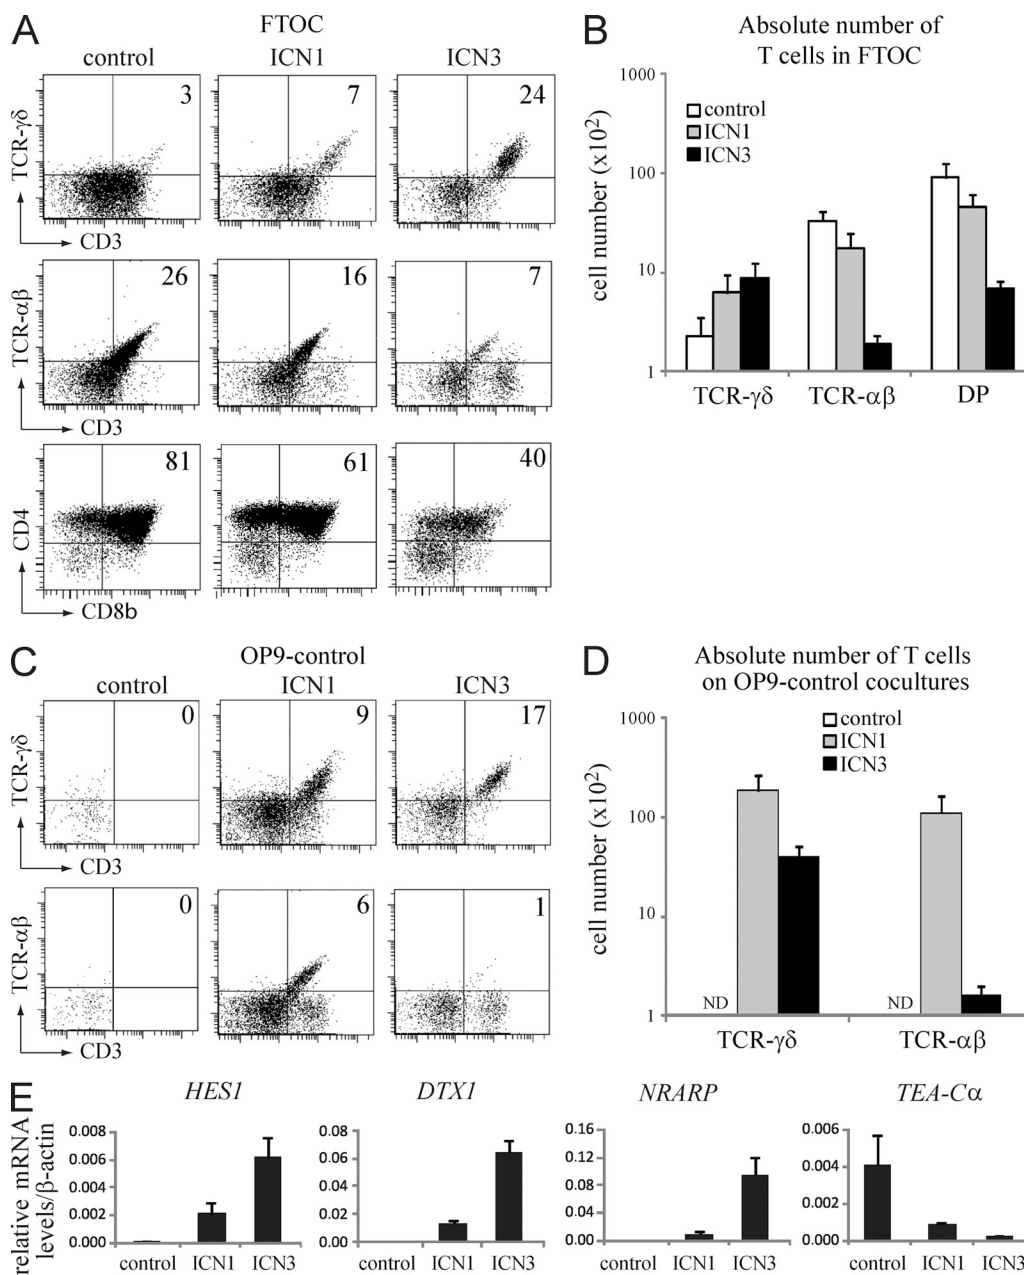 A
FTOC
control
ICN1
ICN3
TCR-γδ
3
7
24
CD3
TCR-αβ
26
16
7
CD3
CD4
81
61
40
CD8b
B
Absolute number of
T cells in FTOC
cell number (x10²)
1000
100
10
1
control
ICN1
ICN3
TCR-γδ
TCR-αβ
DP
C
OP9-control
control
ICN1
ICN3
TCR-γδ
0
9
17
CD3
TCR-αβ
0
6
1
CD3
D
Absolute number of T cells
on OP9-control cocultures
cell number (x10²)
1000
100
10
1
control
ICN1
ICN3
ND
ND
TCR-γδ
TCR-αβ
E
relative mRNA
levels/β-actin
HES1
0.008
0.006
0.004
0.002
0.000
control
ICN1
ICN3
DTX1
0.08
0.06
0.04
0.02
0.00
control
ICN1
ICN3
NRARP
0.16
0.12
0.08
0.04
0.00
control
ICN1
ICN3
TEA-Cα
0.006
0.004
0.002
0.000
control
ICN1
ICN3